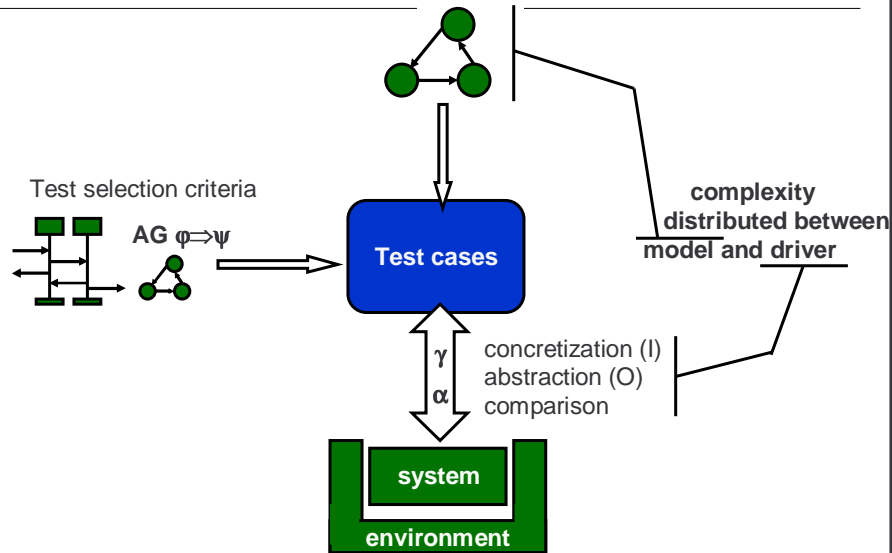 Test selection criteria
AG φ⇒ψ
Test cases
complexity
distributed between
model and driver
γ
α
concretization (I)
abstraction (O)
comparison
system
environment